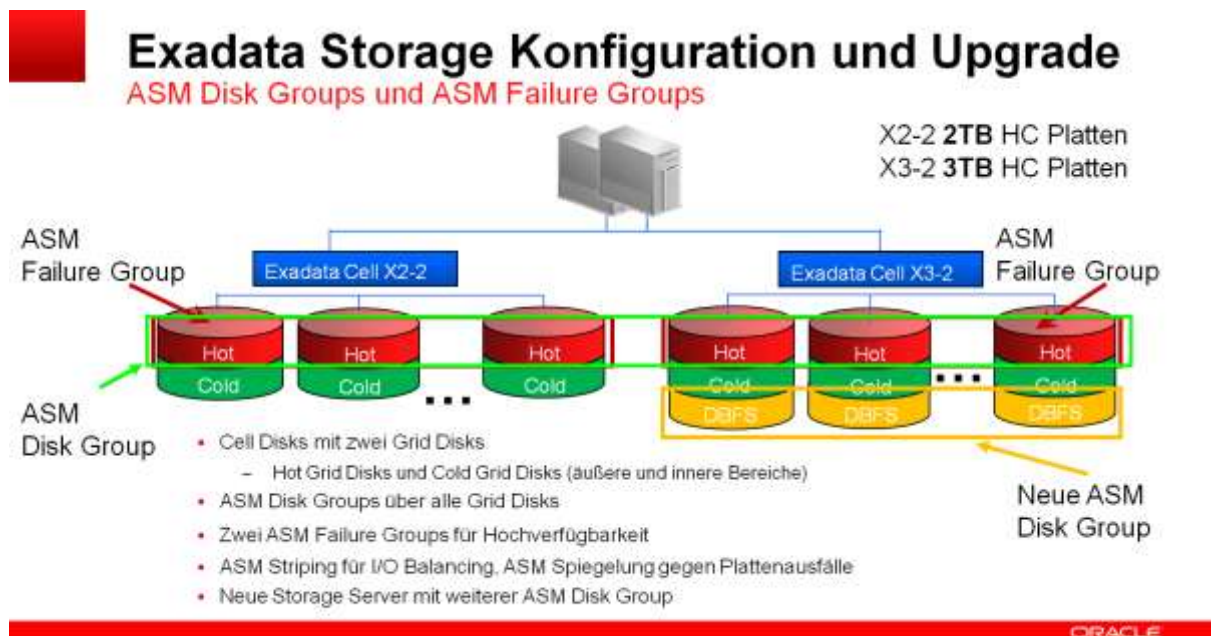 Exadata Storage Konfiguration und Upgrade
ASM Disk Groups und ASM Failure Groups
X2-2 2TB HC Platten
X3-2 3TB HC Platten
ASM
Failure Group
Exadata Cell X2-2
Exadata Cell X3-2
ASM
Failure Group
Hot Hot Hot Hot Hot Hot
Cold Cold Cold Cold Cold Cold
DBFS DBFS DBFS
ASM
Disk Group
• Cell Disks mit zwei Grid Disks
– Hot Grid Disks und Cold Grid Disks (äußere und innere Bereiche)
• ASM Disk Groups über alle Grid Disks
• Zwei ASM Failure Groups für Hochverfügbarkeit
• ASM Striping für I/O Balancing, ASM Spiegelung gegen Plattenausfälle
• Neue Storage Server mit weiterer ASM Disk Group
Neue ASM
Disk Group
ORACLE